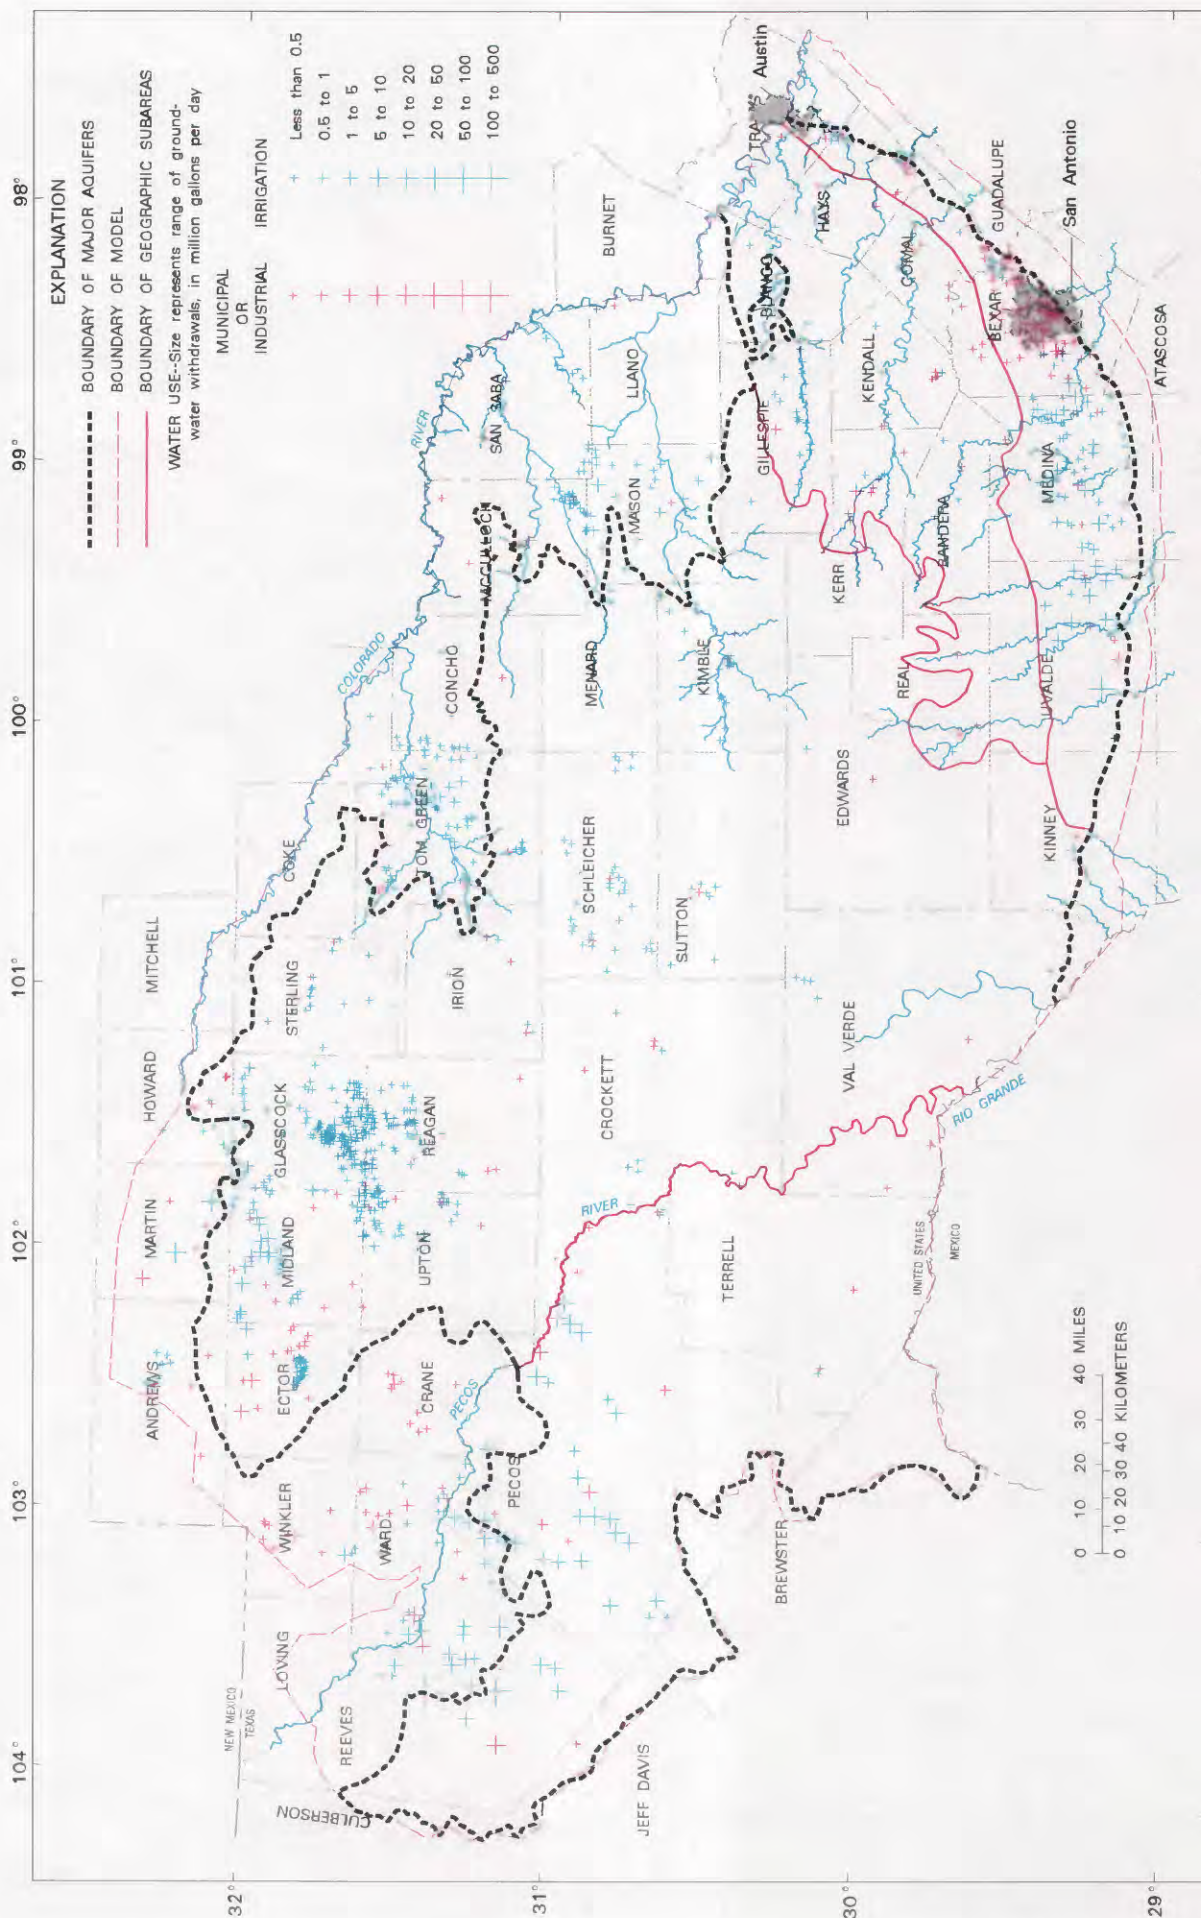 EXPLANATION
BOUNDARY OF MAJOR AQUIFERS
BOUNDARY OF MODEL
BOUNDARY OF GEOGRAPHIC SUBAREAS
WATER USE--Size represents range of ground-
water withdrawals, in million gallons per day
MUNICIPAL
OR
INDUSTRIAL
IRRIGATION
Less than 0.5
0.5 to 1
1 to 5
5 to 10
10 to 20
20 to 50
50 to 100
100 to 500
104°
103°
102°
101°
100°
99°
98°
32°
31°
30°
29°
NEW MEXICO
TEXAS
ANDREWS
MARTIN
HOWARD
MITCHELL
LOVING
WINKLER
ECTOR
MIDLAND
GLASSCOCK
STERLING
COKE
CULBERSON
REEVES
WARD
CRANE
UPTON
REAGAN
IRION
TOM GREEN
CONCHO
MCCULLOCH
SAN SABA
COLORADO
RIVER
PECOS
PECOS
RIVER
CROCKETT
SCHLEICHER
MENARD
MASON
LLANO
BURNET
JEFF DAVIS
BREWSTER
TERRELL
SUTTON
KIMBLE
GILLESPIE
BLANCO
Austin
VAL VERDE
EDWARDS
REAL
KERR
KENDALL
HAYS
COMAL
BANDERA
KINNEY
UVALDE
MEDINA
BEXAR
GUADALUPE
San Antonio
ATASCOSA
RIO GRANDE
UNITED STATES
MEXICO
0 10 20 30 40 MILES
0 10 20 30 40 KILOMETERS